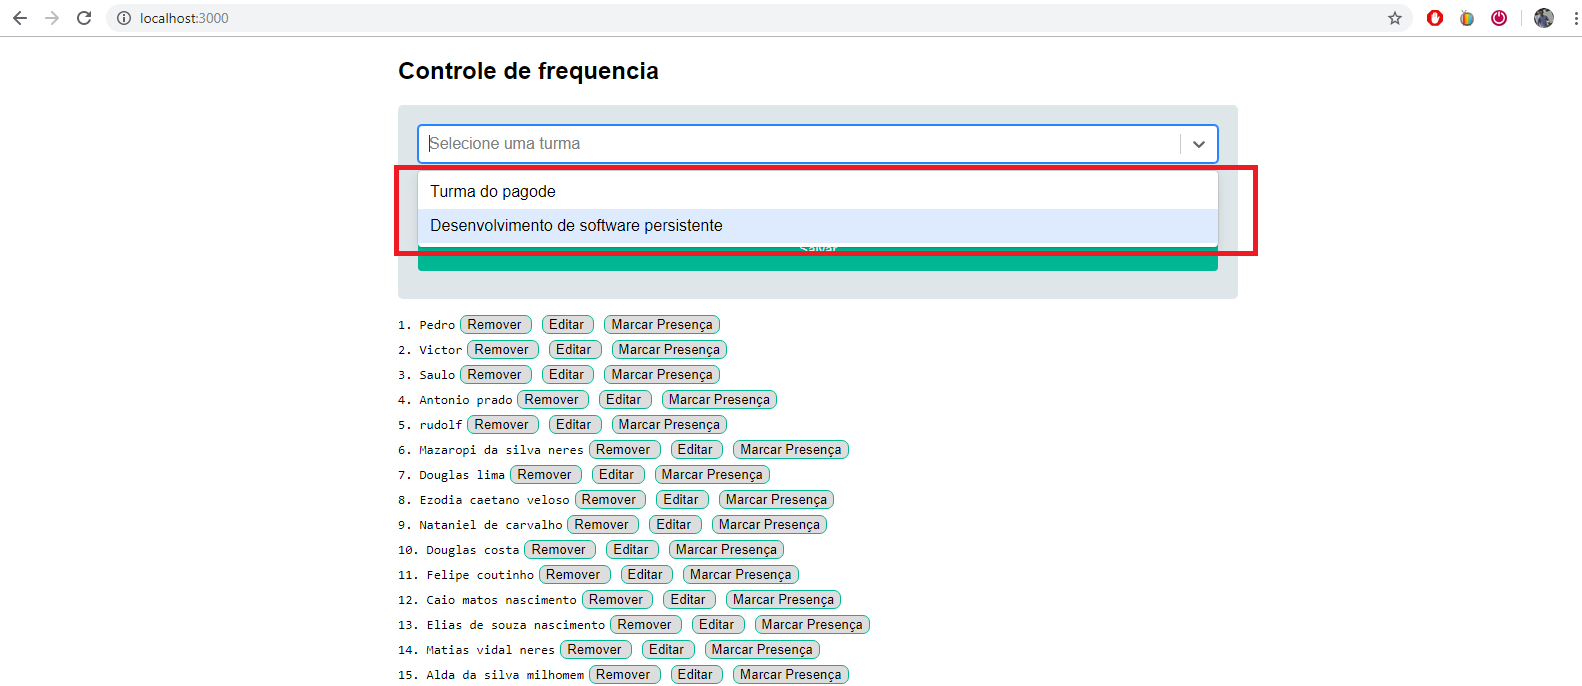 localhost:3000
Controle de frequencia
Selecione uma turma
Turma do pagode
Desenvolvimento de software persistente
Salvar
1. Pedro Remover Editar Marcar Presença
2. Victor Remover Editar Marcar Presença
3. Saulo Remover Editar Marcar Presença
4. Antonio prado Remover Editar Marcar Presença
5. rudolf Remover Editar Marcar Presença
6. Mazaropi da silva neres Remover Editar Marcar Presença
7. Douglas lima Remover Editar Marcar Presença
8. Ezodia caetano veloso Remover Editar Marcar Presença
9. Nataniel de carvalho Remover Editar Marcar Presença
10. Douglas costa Remover Editar Marcar Presença
11. Felipe coutinho Remover Editar Marcar Presença
12. Caio matos nascimento Remover Editar Marcar Presença
13. Elias de souza nascimento Remover Editar Marcar Presença
14. Matias vidal neres Remover Editar Marcar Presença
15. Alda da silva milhomem Remover Editar Marcar Presença